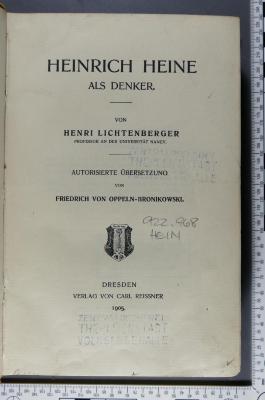 HEINRICH HEINE
ALS DENKER.
VON
HENRI LICHTENBERGER
PROFESSOR AN DER UNIVERSITÄT NANCY.
AUTORISIERTE ÜBERSETZUNG
VON
FRIEDRICH VON OPPELN-BRONIKOWSKI.
922.968
HEIN
DRESDEN
VERLAG VON CARL REISSNER
1905.